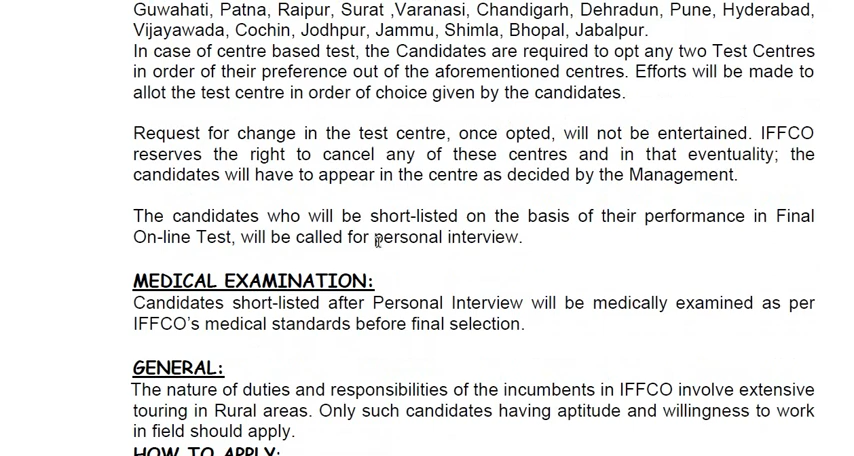 Guwahati, Patna, Raipur, Surat ,Varanasi, Chandigarh, Dehradun, Pune, Hyderabad,
Vijayawada, Cochin, Jodhpur, Jammu, Shimla, Bhopal, Jabalpur.
In case of centre based test, the Candidates are required to opt any two Test Centres
in order of their preference out of the aforementioned centres. Efforts will be made to
allot the test centre in order of choice given by the candidates.
Request for change in the test centre, once opted, will not be entertained. IFFCO
reserves the right to cancel any of these centres and in that eventuality; the
candidates will have to appear in the centre as decided by the Management.
The candidates who will be short-listed on the basis of their performance in Final
On-line Test, will be called for personal interview.
MEDICAL EXAMINATION:
Candidates short-listed after Personal Interview will be medically examined as per
IFFCO's medical standards before final selection.
GENERAL:
The nature of duties and responsibilities of the incumbents in IFFCO involve extensive
touring in Rural areas. Only such candidates having aptitude and willingness to work
in field should apply.
HOW TO APPLY: